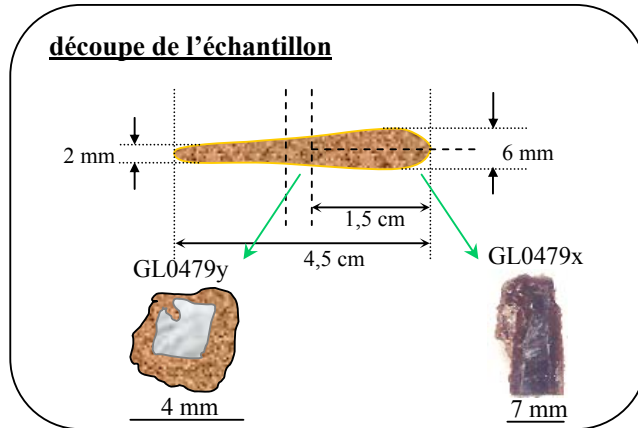 découpe de l’échantillon
2 mm
6 mm
1,5 cm
4,5 cm
GL0479y
GL0479x
4 mm
7 mm